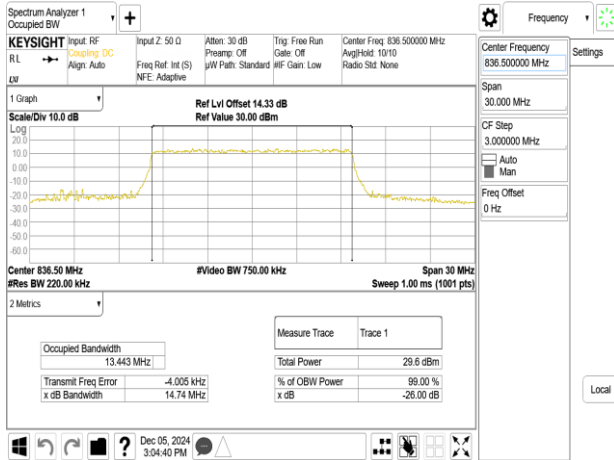 Spectrum Analyzer 1
Occupied BW
Frequency
KEYSIGHT
RL
Input: RF
Coupling: DC
Align: Auto
Input Z: 50 Ω
Freq Ref: Int (S)
NFE: Adaptive
Atten: 30 dB
Preamp: Off
µW Path: Standard
Trig: Free Run
Gate: Off
#IF Gain: Low
Center Freq: 836.500000 MHz
Avg|Hold: 10/10
Radio Std: None
Center Frequency
836.500000 MHz
Settings
Span
30.000 MHz
CF Step
3.000000 MHz
Auto
Man
Freq Offset
0 Hz
Local
1 Graph
Scale/Div 10.0 dB
Ref Lvl Offset 14.33 dB
Ref Value 30.00 dBm
Log
20.0
10.0
0.00
-10.0
-20.0
-30.0
-40.0
-50.0
-60.0
Center 836.50 MHz
#Res BW 220.00 kHz
#Video BW 750.00 kHz
Span 30 MHz
Sweep 1.00 ms (1001 pts)
2 Metrics
Occupied Bandwidth
13.443 MHz
Transmit Freq Error -4.005 kHz
x dB Bandwidth 14.74 MHz
Measure Trace Trace 1
Total Power 29.6 dBm
% of OBW Power 99.00 %
x dB -26.00 dB
?
Dec 05, 2024
3:04:40 PM